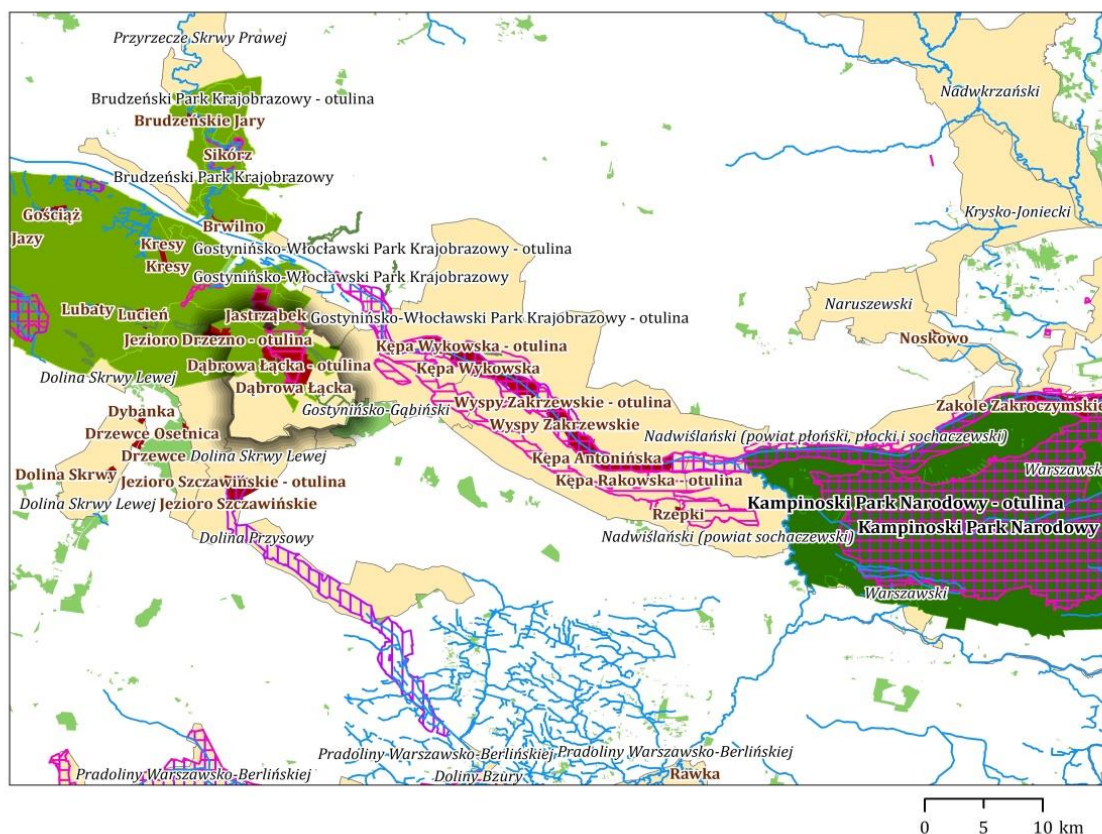 Przyrzecze Skrwy Prawej
Nadwkrzański
Brudzeński Park Krajobrazowy - otulina
Brudzeńskie Jary
Sikórz
Brudzeński Park Krajobrazowy
Gościąż
Brwilno
Krysko-Joniecki
Jazy
Kresy
Gostynińsko-Włocławski Park Krajobrazowy - otulina
Kresy
Gostynińsko-Włocławski Park Krajobrazowy
Naruszewski
Lubaty
Lucień
Jastrząbek
Gostynińsko-Włocławski Park Krajobrazowy - otulina
Jezioro Drzezno - otulina
Kępa Wykowska - otulina
Noskowo
Dąbrowa Łącka - otulina
Kępa Wykowska
Dolina Skrwy Lewej
Dąbrowa Łącka
Wyspy Zakrzewskie - otulina
Zakole Zakroczymskie
Dybanka
Gostynińsko-Gąbiński
Wyspy Zakrzewskie
Drzewce Osetnica
Nadwiślański (powiat płoński, płocki i sochaczewski)
Drzewce
Dolina Skrwy Lewej
Kępa Antonińska
Dolina Skrwy
Warszawsk
Jezioro Szczawińskie - otulina
Kępa Rakowska - otulina
Dolina Skrwy Lewej
Jezioro Szczawińskie
Kampinoski Park Narodowy - otulina
Rzepki
Kampinoski Park Narodowy
Dolina Przysowy
Nadwiślański (powiat sochaczewski)
Warszawski
Pradoliny Warszawsko-Berlińskiej
Pradoliny Warszawsko-Berlińskiej
Pradoliny Warszawsko-Berlińskiej
Doliny Bzury
Rawka
0 5 10 km